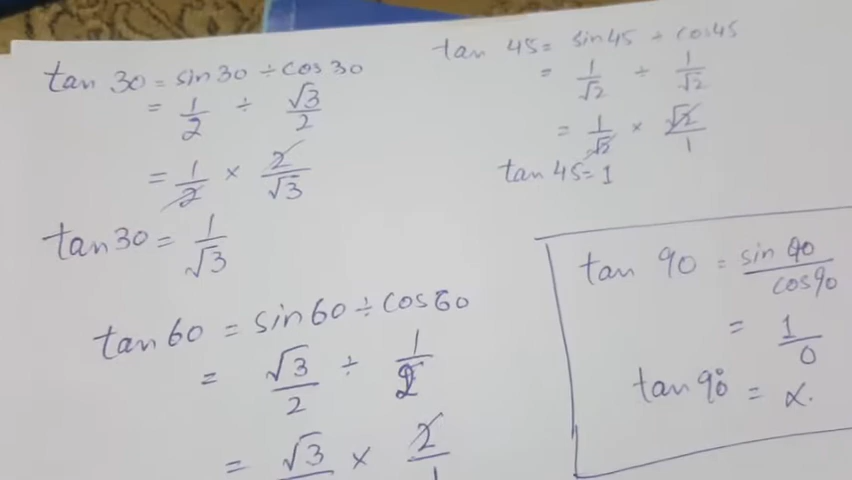 tan 30 = sin 30 ÷ cos 30
= 1/2 ÷ √3/2
= 1/2 × 2/√3
tan 30 = 1/√3
tan 60 = sin 60 ÷ cos 60
= √3/2 ÷ 1/2
= √3 × 2/1
tan 45 = sin 45 ÷ cos 45
= 1/√2 ÷ 1/√2
= 1/√2 × √2/1
tan 45 = 1
tan 90 = sin 90/cos 90
= 1/0
tan 90° = ∝.